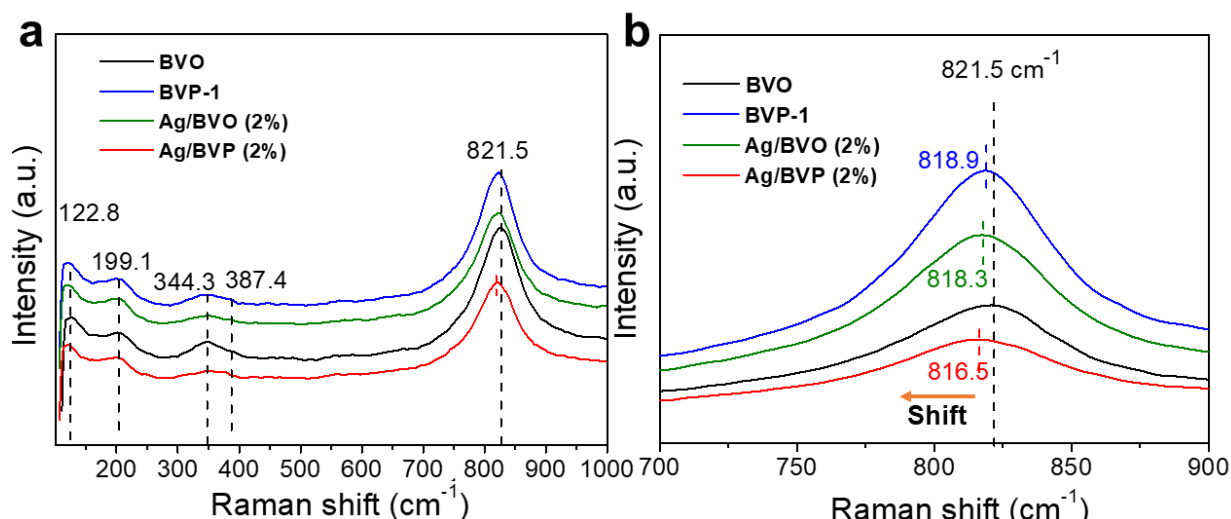 a
BVO
BVP-1
Ag/BVO (2%)
Ag/BVP (2%)
821.5
122.8
199.1
344.3
387.4
Intensity (a.u.)
200 300 400 500 600 700 800 900 1000
Raman shift (cm⁻¹)
b
821.5 cm⁻¹
BVO
BVP-1
Ag/BVO (2%)
Ag/BVP (2%)
818.9
818.3
816.5
Shift
Intensity (a.u.)
700 750 800 850 900
Raman shift (cm⁻¹)